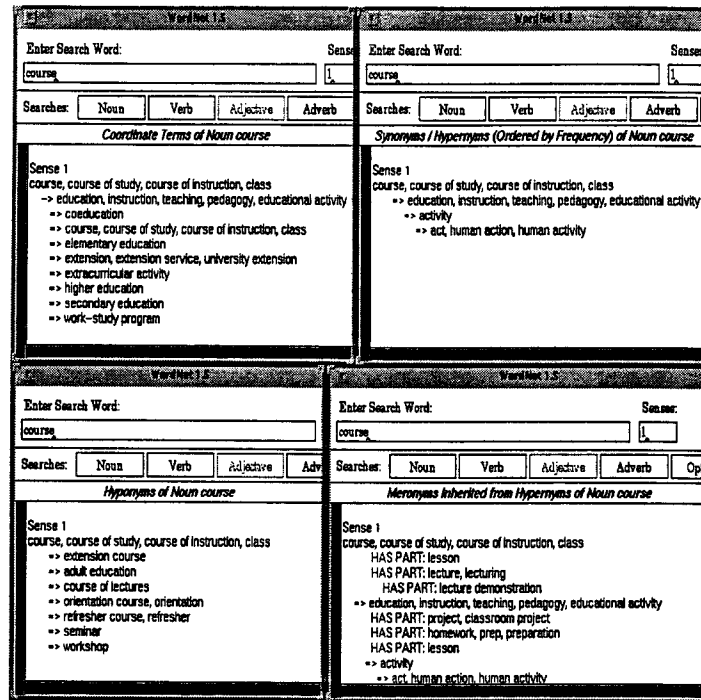 WordNet 1.5
Enter Search Word:
Sense
course
1
Searches:
Noun
Verb
Adjective
Adverb
Coordinate Terms of Noun course
Sense 1
course, course of study, course of instruction, class
-> education, instruction, teaching, pedagogy, educational activity
=> coeducation
=> course, course of study, course of instruction, class
=> elementary education
=> extension, extension service, university extension
=> extracurricular activity
=> higher education
=> secondary education
=> work-study program
WordNet 1.5
Enter Search Word:
Senses
course
1
Searches:
Noun
Verb
Adjective
Adverb
Synonyms / Hypernyms (Ordered by Frequency) of Noun course
Sense 1
course, course of study, course of instruction, class
=> education, instruction, teaching, pedagogy, educational activity
=> activity
=> act, human action, human activity
WordNet 1.5
Enter Search Word:
course
Searches:
Noun
Verb
Adjective
Adv
Hyponyms of Noun course
Sense 1
course, course of study, course of instruction, class
=> extension course
=> adult education
=> course of lectures
=> orientation course, orientation
=> refresher course, refresher
=> seminar
=> workshop
WordNet 1.5
Enter Search Word:
Senses:
course
1
Searches:
Noun
Verb
Adjective
Adverb
Op
Meronyms Inherited from Hypernyms of Noun course
Sense 1
course, course of study, course of instruction, class
HAS PART: lesson
HAS PART: lecture, lecturing
HAS PART: lecture demonstration
=> education, instruction, teaching, pedagogy, educational activity
HAS PART: project, classroom project
HAS PART: homework, prep, preparation
HAS PART: lesson
=> activity
=> act, human action, human activity